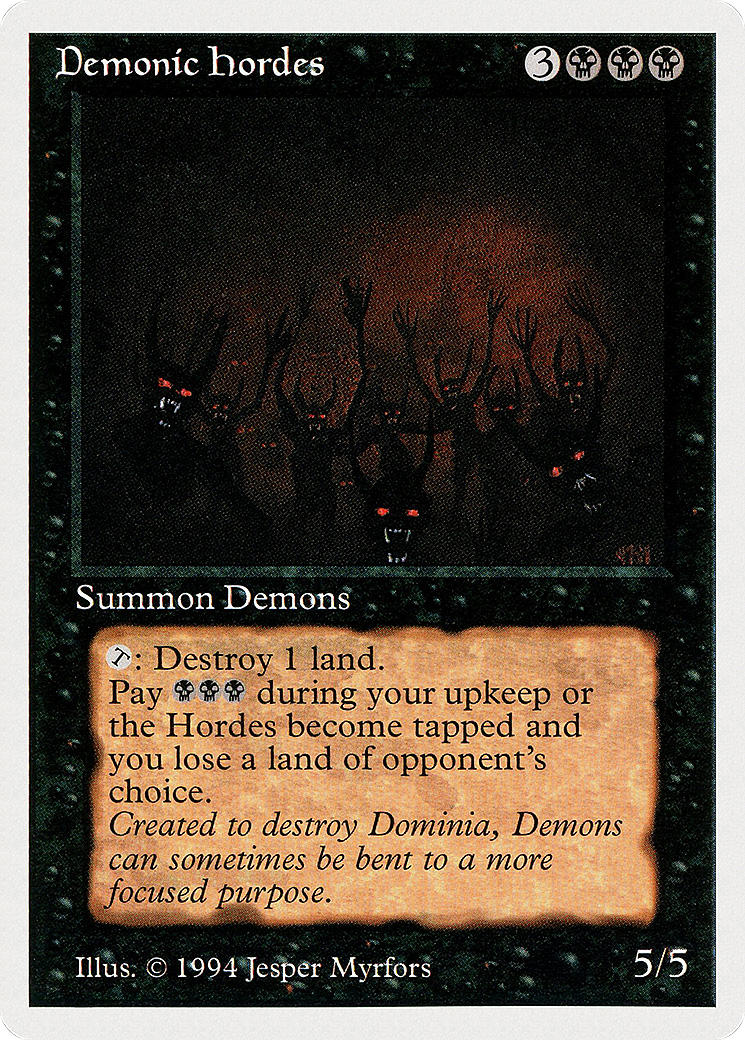 Demonic Hordes
3
Summon Demons
T: Destroy 1 land.
Pay during your upkeep or
the Hordes become tapped and
you lose a land of opponent's
choice.
Created to destroy Dominia, Demons
can sometimes be bent to a more
focused purpose.
Illus. © 1994 Jesper Myrfors
5/5